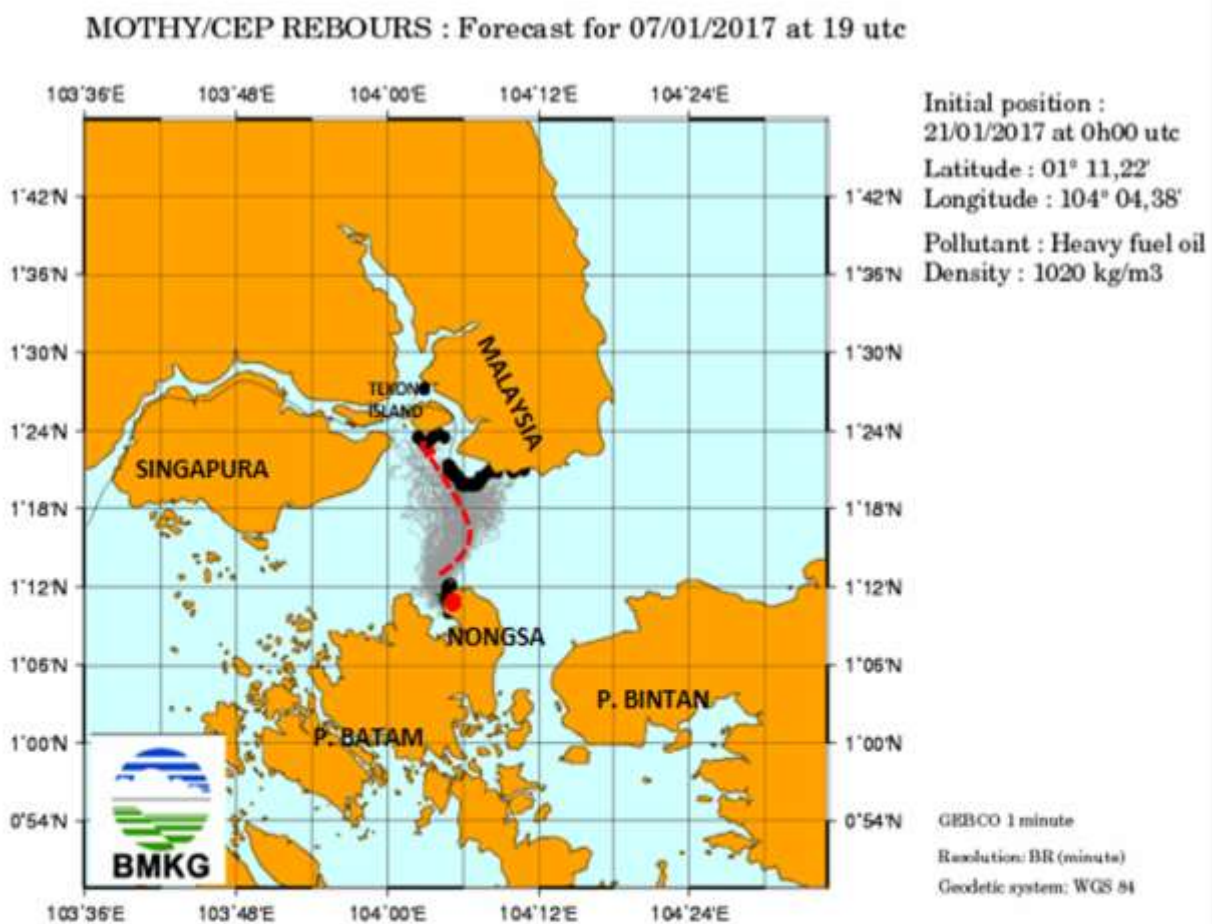 MOTHY/CEP REBOURS : Forecast for 07/01/2017 at 19 utc
103°36'E 103°48'E 104°00'E 104°12'E 104°24'E
Initial position :
21/01/2017 at 0h00 utc
Latitude : 01° 11,22'
Longitude : 104° 04,38'
Pollutant : Heavy fuel oil
Density : 1020 kg/m3
1°42'N 1°42'N
1°36'N 1°36'N
1°30'N 1°30'N
MALAYSIA
ISLAND
1°24'N 1°24'N
SINGAPURA
1°18'N 1°18'N
1°12'N 1°12'N
NONGSA
1°06'N 1°06'N
P. BINTAN
P. BATAM
1°00'N 1°00'N
0°54'N 0°54'N
BMKG
GEBCO 1 minute
Resolution: BR (minute)
Geodetic system: WGS 84
103°36'E 103°48'E 104°00'E 104°12'E 104°24'E